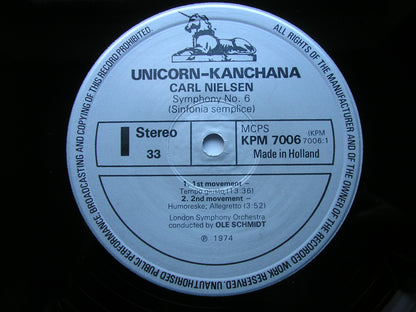 ALL RIGHTS OF THE MANUFACTURER AND OF THE OWNER OF THE RECORDED WORK RESERVED. UNAUTHORISED PUBLIC PERFORMANCE BROADCASTING AND COPYING OF THIS RECORD PROHIBITED.
UNICORN-KANCHANA
CARL NIELSEN
Symphony No. 6
(Sinfonia semplice)
Stereo
33
MCPS
KPM 7006 (KPM 7006:1
Made in Holland
1. 1st movement –
Tempo giusto (13:36)
2. 2nd movement –
Humoreske; Allegretto (3:52)
London Symphony Orchestra
conducted by OLE SCHMIDT
℗ 1974